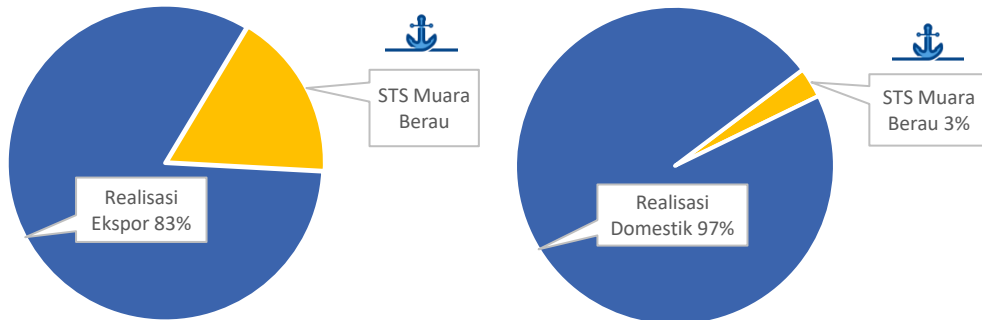 STS Muara
Berau
Realisasi
Ekspor 83%
STS Muara
Berau 3%
Realisasi
Domestik 97%